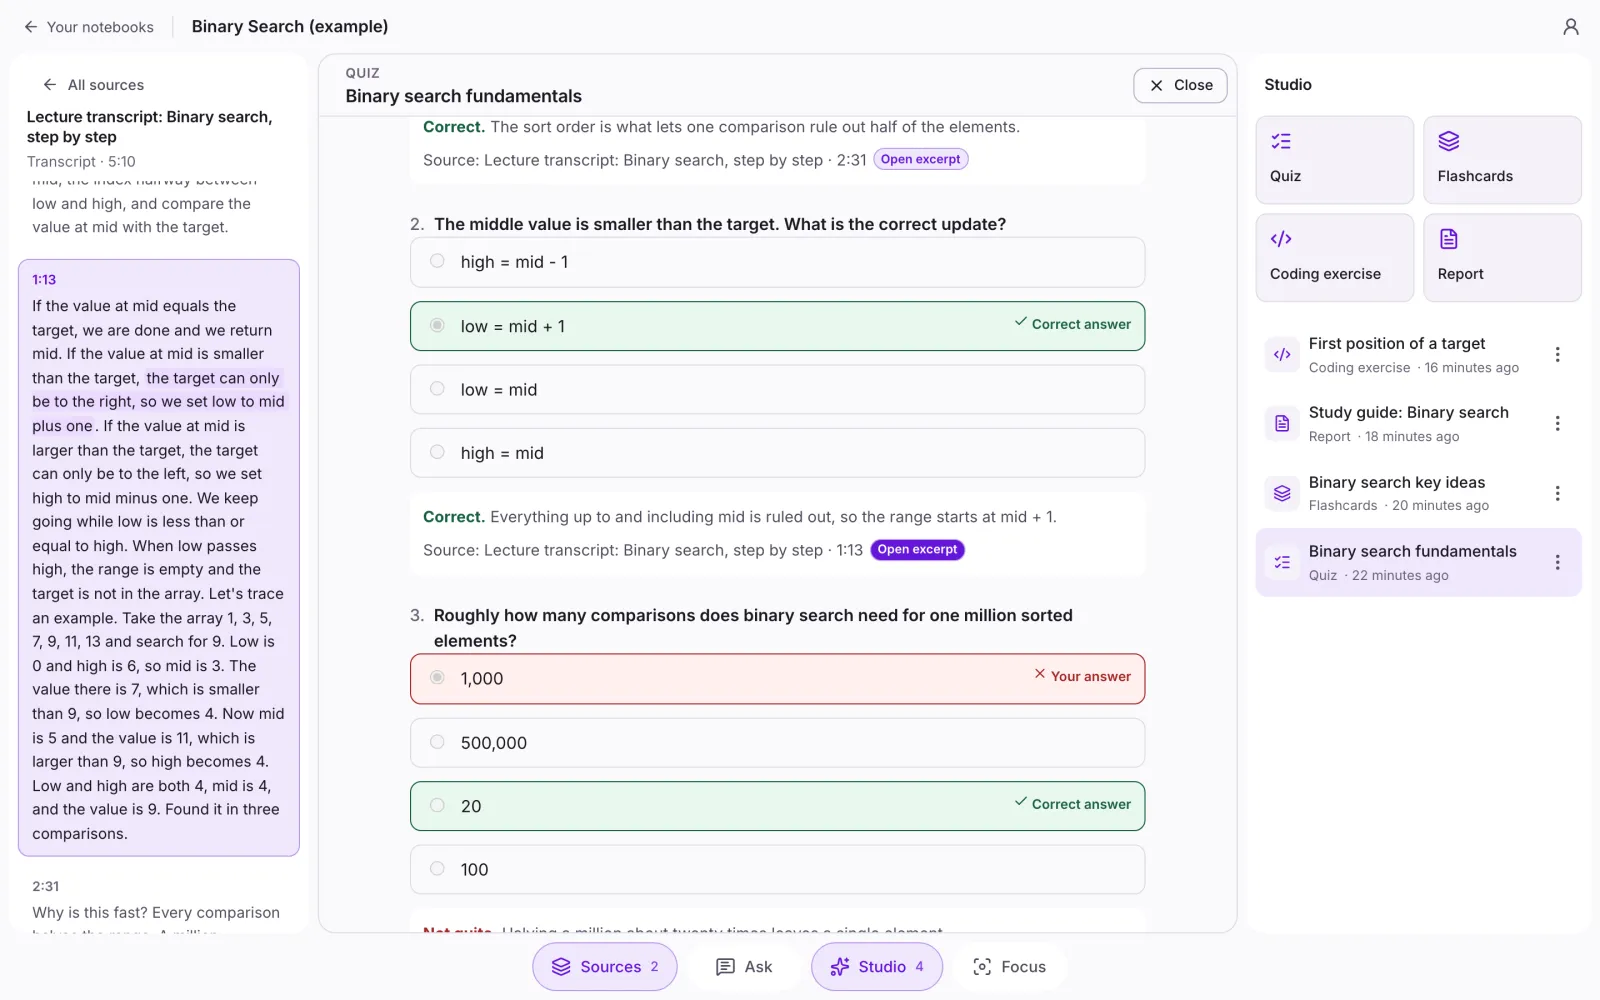 Your notebooks
Binary Search (example)
All sources
Lecture transcript: Binary search,
step by step
Transcript · 5:10
mid, the index halfway between
low and high, and compare the
value at mid with the target.
1:13
If the value at mid equals the
target, we are done and we return
mid. If the value at mid is smaller
than the target, the target can only
be to the right, so we set low to mid
plus one. If the value at mid is
larger than the target, the target
can only be to the left, so we set
high to mid minus one. We keep
going while low is less than or
equal to high. When low passes
high, the range is empty and the
target is not in the array. Let's trace
an example. Take the array 1, 3, 5,
7, 9, 11, 13 and search for 9. Low is
0 and high is 6, so mid is 3. The
value there is 7, which is smaller
than 9, so low becomes 4. Now mid
is 5 and the value is 11, which is
larger than 9, so high becomes 4.
Low and high are both 4, mid is 4,
and the value is 9. Found it in three
comparisons.
2:31
Why is this fast? Every comparison
halves the range. A million
QUIZ
Binary search fundamentals
Close
Correct. The sort order is what lets one comparison rule out half of the elements.
Source: Lecture transcript: Binary search, step by step · 2:31 Open excerpt
2. The middle value is smaller than the target. What is the correct update?
high = mid - 1
low = mid + 1
Correct answer
low = mid
high = mid
Correct. Everything up to and including mid is ruled out, so the range starts at mid + 1.
Source: Lecture transcript: Binary search, step by step · 1:13 Open excerpt
3. Roughly how many comparisons does binary search need for one million sorted
elements?
1,000
Your answer
500,000
20
Correct answer
100
Not quite. Halving a million about twenty times leaves a single element.
Studio
Quiz
Flashcards
Coding exercise
Report
First position of a target
Coding exercise · 16 minutes ago
Study guide: Binary search
Report · 18 minutes ago
Binary search key ideas
Flashcards · 20 minutes ago
Binary search fundamentals
Quiz · 22 minutes ago
Sources 2
Ask
Studio 4
Focus